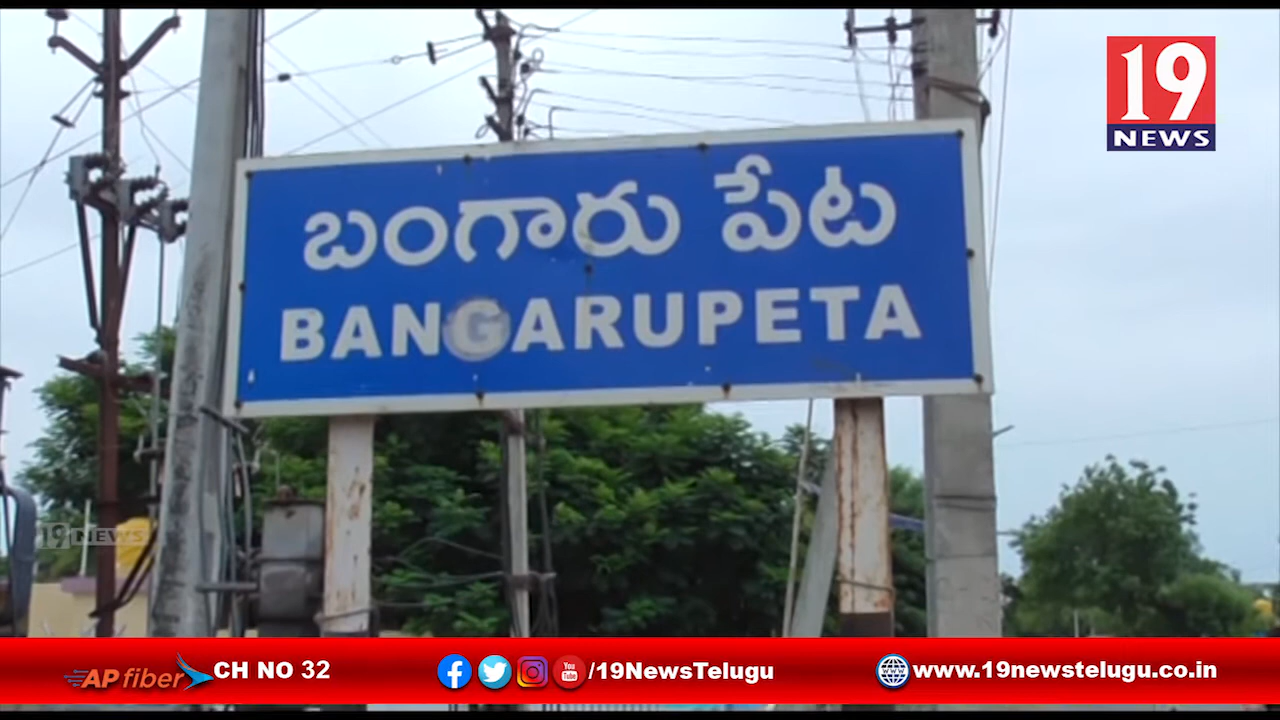 19
NEWS
బంగారు పేట
BANGARUPETA
19 NEWS
AP fiber CH NO 32 /19NewsTelugu www.19newstelugu.co.in